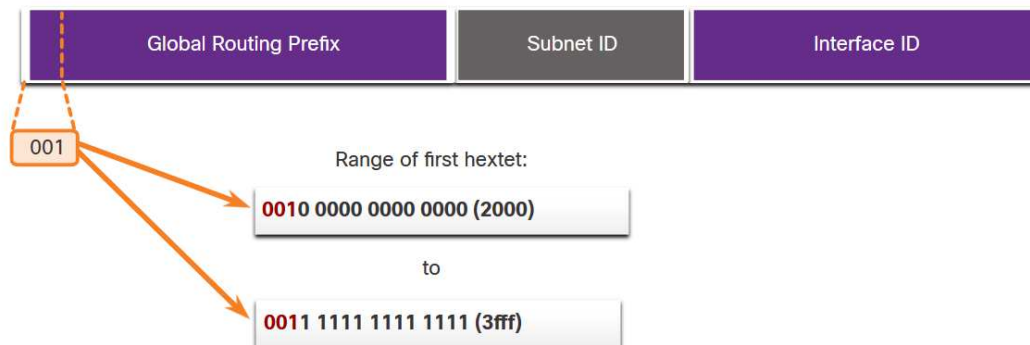 Global Routing Prefix Subnet ID Interface ID
001
Range of first hextet:
0010 0000 0000 0000 (2000)
to
0011 1111 1111 1111 (3fff)